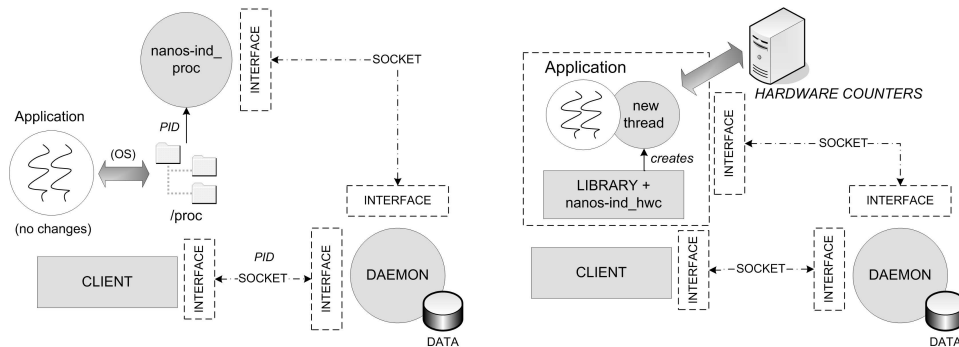 nanos-ind_
proc
INTERFACE
SOCKET
Application
PID
(OS)
/proc
(no changes)
INTERFACE
CLIENT
INTERFACE
PID
SOCKET
INTERFACE
DAEMON
DATA
Application
new
thread
HARDWARE COUNTERS
creates
LIBRARY +
nanos-ind_hwc
INTERFACE
SOCKET
INTERFACE
CLIENT
INTERFACE
SOCKET
INTERFACE
DAEMON
DATA